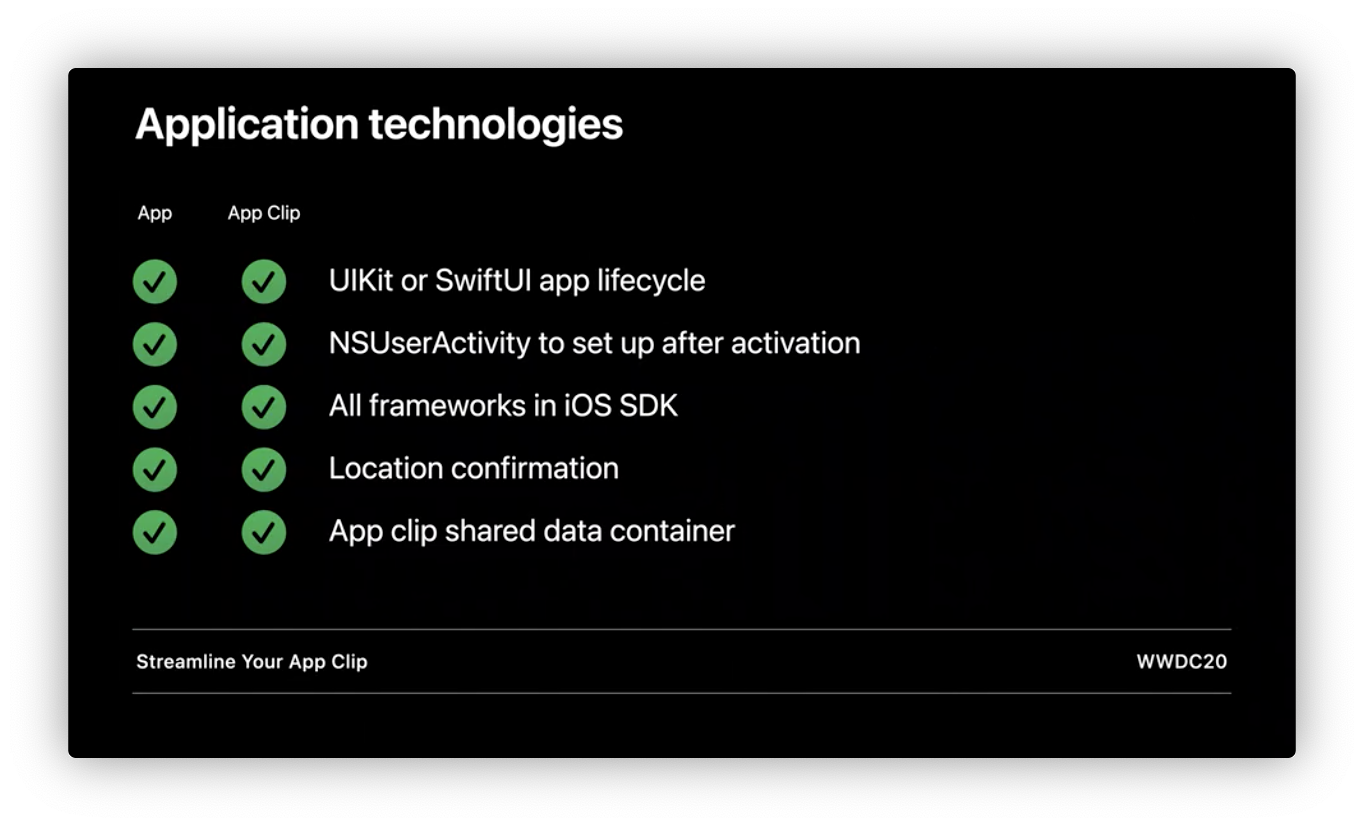 Application technologies
App App Clip
UIKit or SwiftUI app lifecycle
NSUserActivity to set up after activation
All frameworks in iOS SDK
Location confirmation
App clip shared data container
Streamline Your App Clip WWDC20